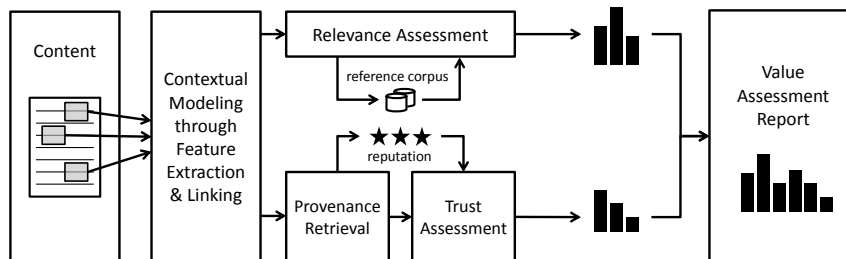 Content
Contextual
Modeling
through
Feature
Extraction
& Linking
Relevance Assessment
reference corpus
reputation
Provenance
Retrieval
Trust
Assessment
Value
Assessment
Report